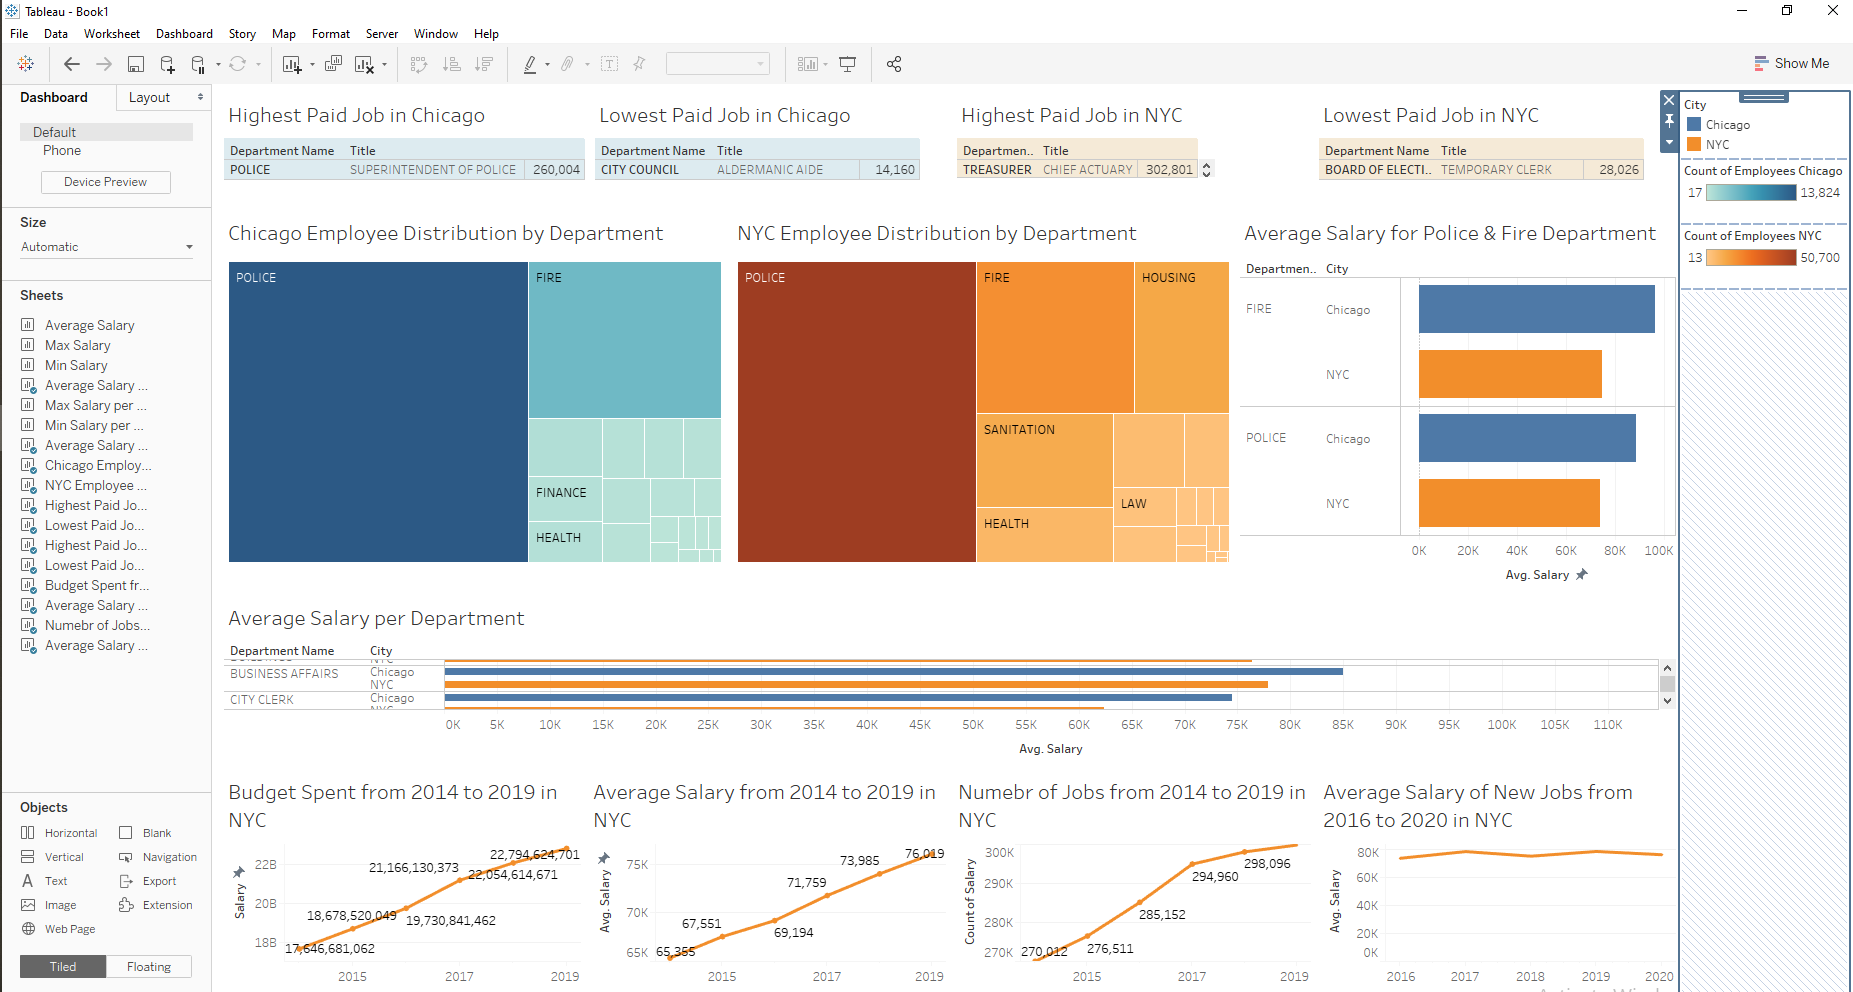 Tableau - Book1
File Data Worksheet Dashboard Story Map Format Server Window Help
Show Me
Dashboard Layout
Default
Phone
Device Preview
Size
Automatic
Sheets
Average Salary
Max Salary
Min Salary
Average Salary ...
Max Salary per ...
Min Salary per ...
Average Salary ...
Chicago Employ...
NYC Employee ...
Highest Paid Jo...
Lowest Paid Jo...
Highest Paid Jo...
Lowest Paid Jo...
Budget Spent fr...
Average Salary ...
Numebr of Jobs...
Average Salary ...
Objects
Horizontal Blank
Vertical Navigation
Text Export
Image Extension
Web Page
Tiled Floating
Highest Paid Job in Chicago
Department Name Title
POLICE SUPERINTENDENT OF POLICE 260,004
Lowest Paid Job in Chicago
Department Name Title
CITY COUNCIL ALDERMANIC AIDE 14,160
Highest Paid Job in NYC
Departmen.. Title
TREASURER CHIEF ACTUARY 302,801
Lowest Paid Job in NYC
Department Name Title
BOARD OF ELECTI.. TEMPORARY CLERK 28,026
City
Chicago
NYC
Count of Employees Chicago
17 13,824
Count of Employees NYC
13 50,700
Chicago Employee Distribution by Department
POLICE
FIRE
FINANCE
HEALTH
NYC Employee Distribution by Department
POLICE
FIRE
HOUSING
SANITATION
LAW
HEALTH
Average Salary for Police & Fire Department
Departmen.. City
FIRE Chicago
NYC
POLICE Chicago
NYC
0K 20K 40K 60K 80K 100K
Avg. Salary
Average Salary per Department
Department Name City
BUILDINGS NYC
BUSINESS AFFAIRS Chicago
NYC
CITY CLERK Chicago
NYC
0K 5K 10K 15K 20K 25K 30K 35K 40K 45K 50K 55K 60K 65K 70K 75K 80K 85K 90K 95K 100K 105K 110K
Avg. Salary
Budget Spent from 2014 to 2019 in
NYC
Salary
22B
20B
18B
17,646,681,062
18,678,520,049
19,730,841,462
21,166,130,373
22,054,614,671
22,794,624,701
2015 2017 2019
Average Salary from 2014 to 2019 in
NYC
Avg. Salary
75K
70K
65K
65,355
67,551
69,194
71,759
73,985
76,019
2015 2017 2019
Numebr of Jobs from 2014 to 2019 in
NYC
Count of Salary
300K
290K
280K
270K
270,012
276,511
285,152
294,960
298,096
2015 2017 2019
Average Salary of New Jobs from
2016 to 2020 in NYC
Avg. Salary
80K
60K
40K
20K
0K
2016 2017 2018 2019 2020